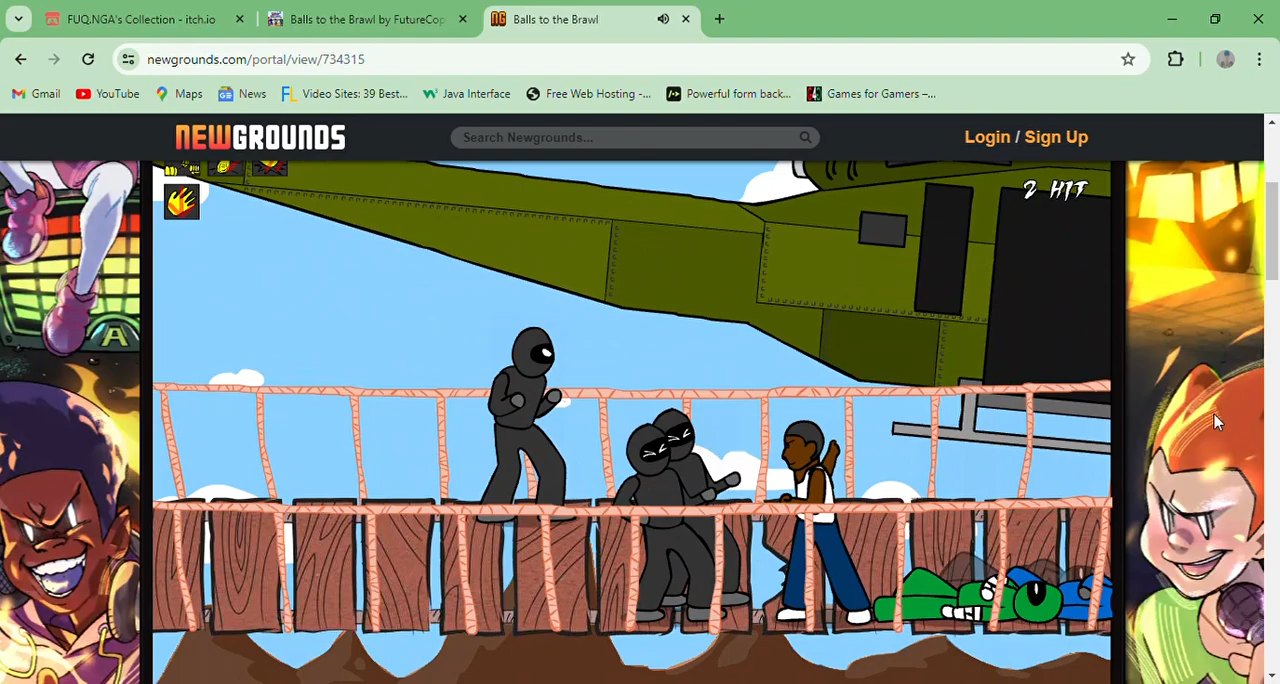 FUQ.NGA's Collection - itch.io
Balls to the Brawl by FutureCop
NG Balls to the Brawl
newgrounds.com/portal/view/734315
Gmail YouTube Maps News Video Sites: 39 Best... Java Interface Free Web Hosting -... Powerful form back... Games for Gamers –...
NEWGROUNDS
Search Newgrounds...
Login / Sign Up
2 HIT
A